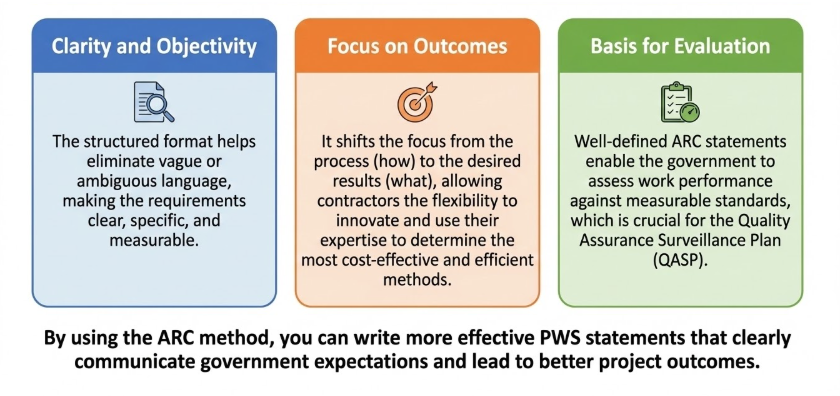 Clarity and Objectivity
The structured format helps
eliminate vague or
ambiguous language,
making the requirements
clear, specific, and
measurable.
Focus on Outcomes
It shifts the focus from the
process (how) to the desired
results (what), allowing
contractors the flexibility to
innovate and use their
expertise to determine the
most cost-effective and efficient
methods.
Basis for Evaluation
Well-defined ARC statements
enable the government to
assess work performance
against measurable standards,
which is crucial for the Quality
Assurance Surveillance Plan
(QASP).
By using the ARC method, you can write more effective PWS statements that clearly
communicate government expectations and lead to better project outcomes.